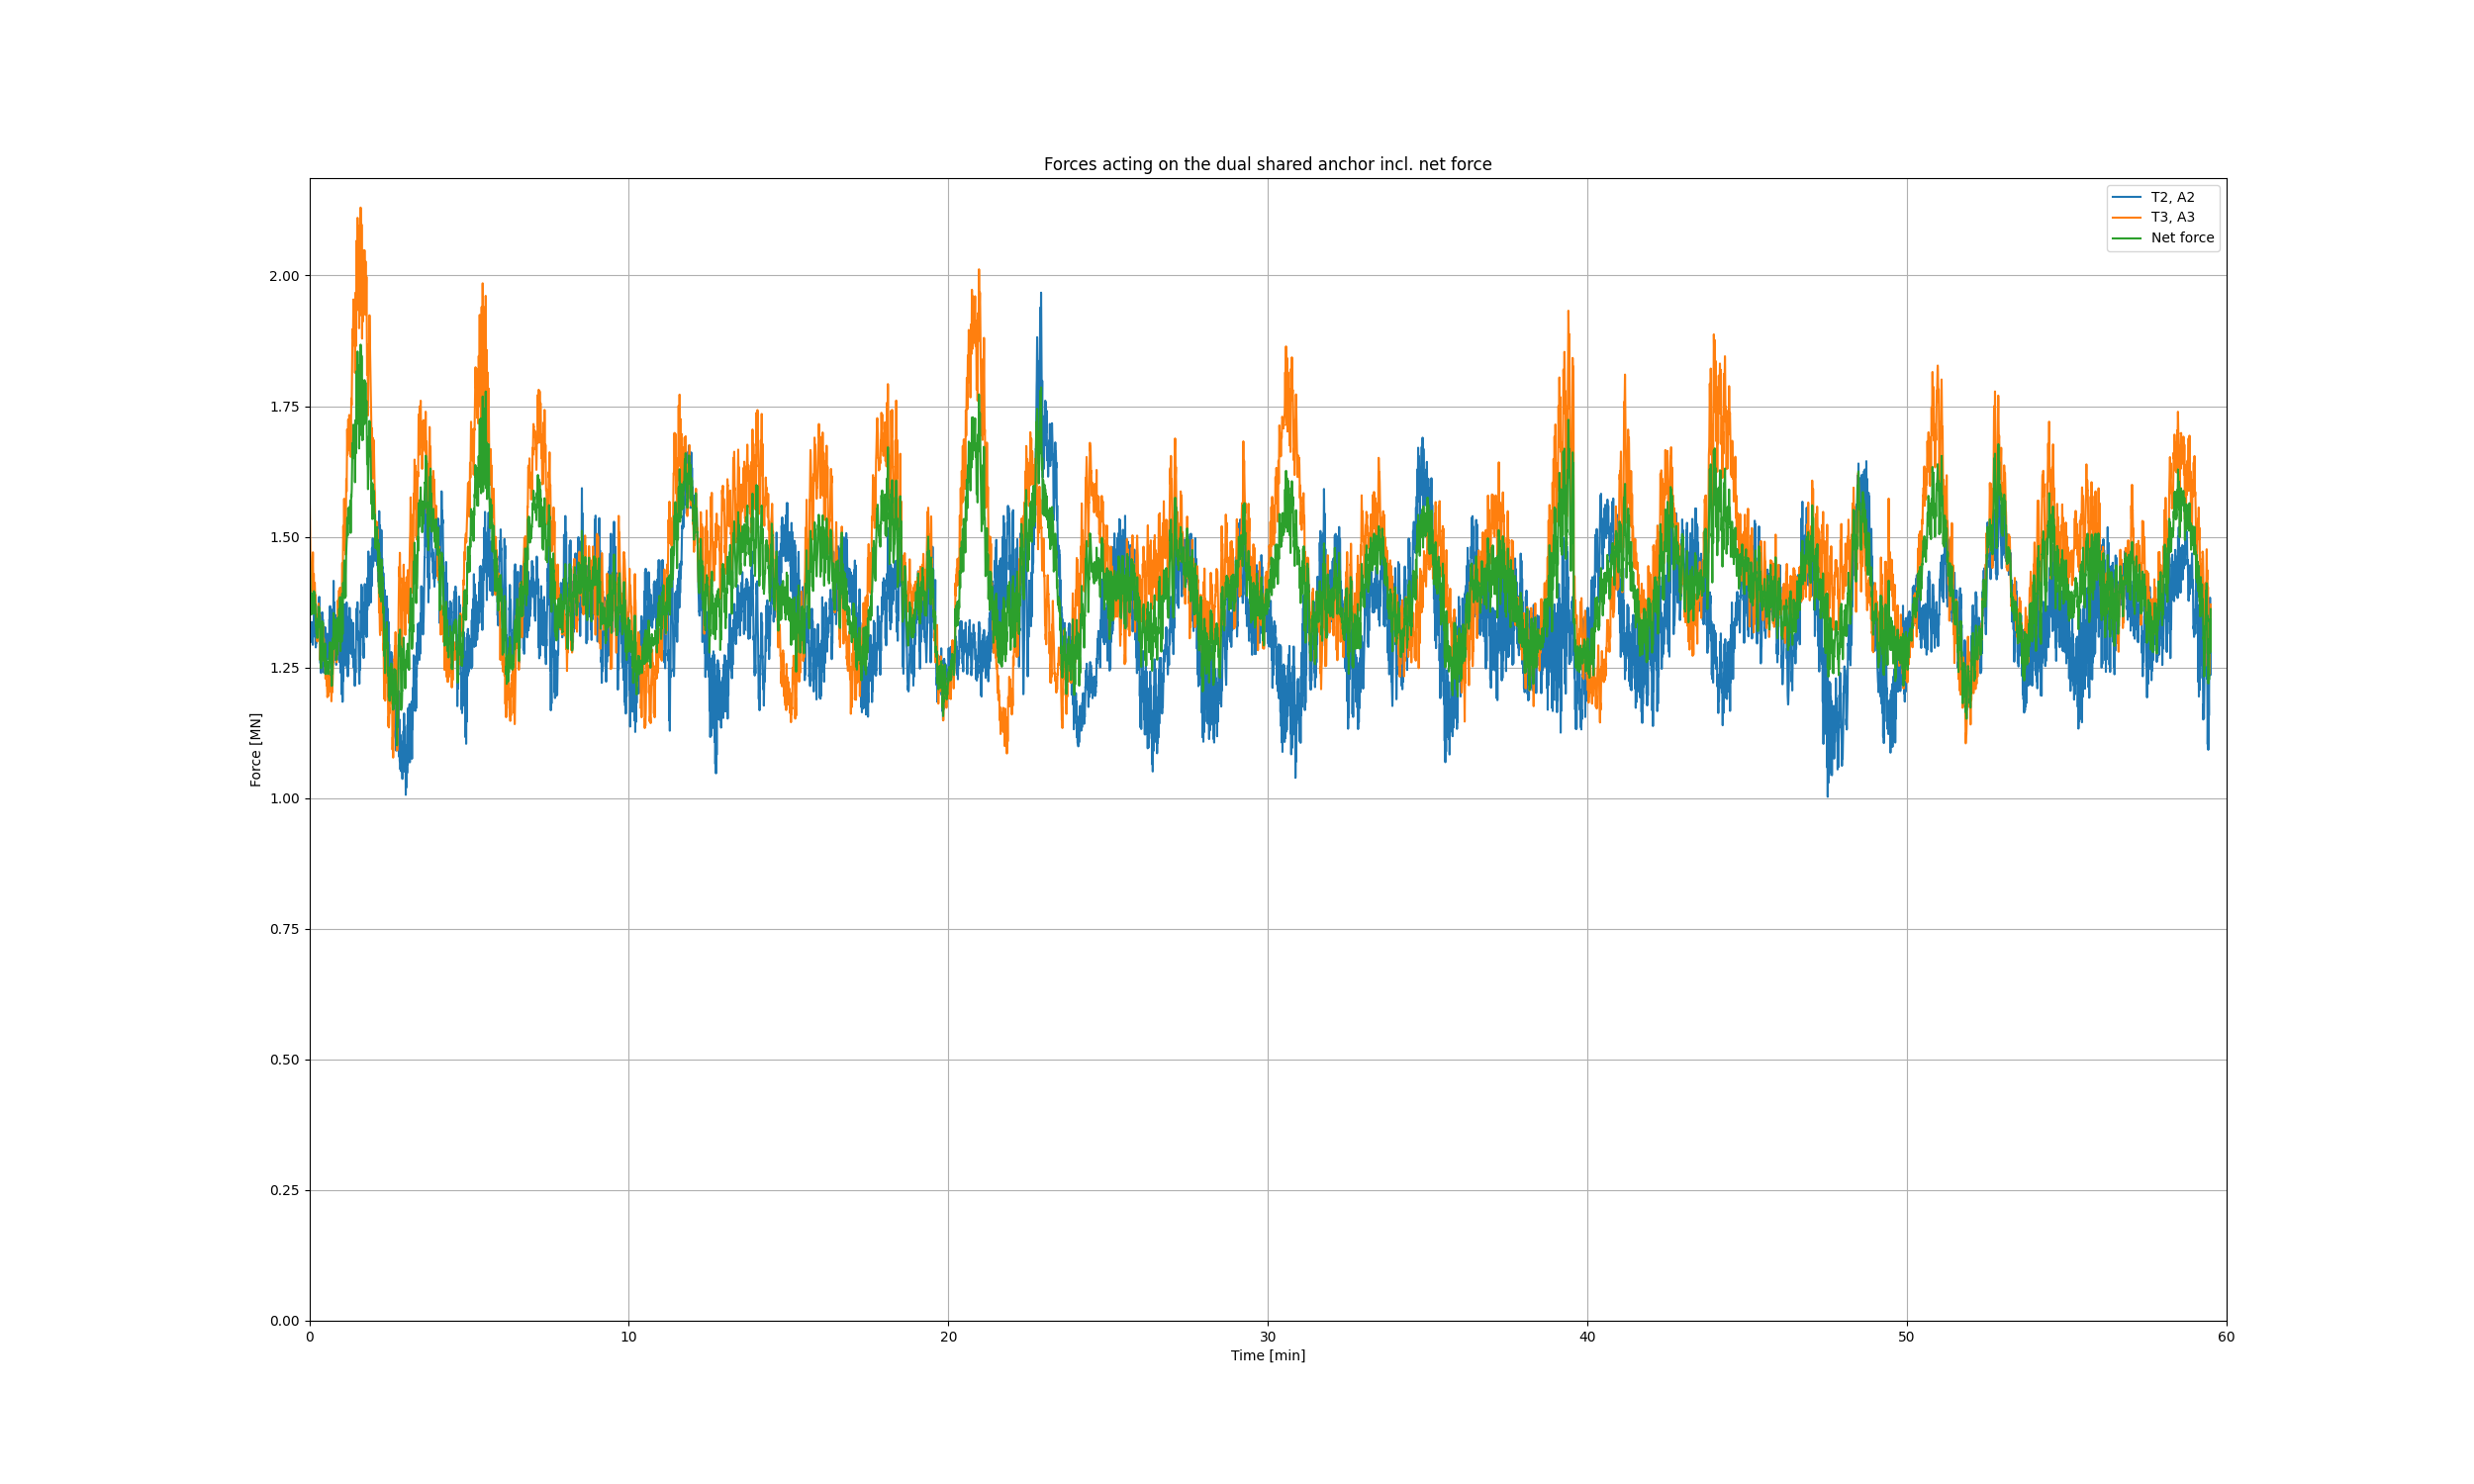 Forces acting on the dual shared anchor incl. net force
T2, A2
T3, A3
Net force
2.00
1.75
1.50
1.25
1.00
0.75
0.50
0.25
0.00
Force [MN]
0 10 20 30 40 50 60
Time [min]